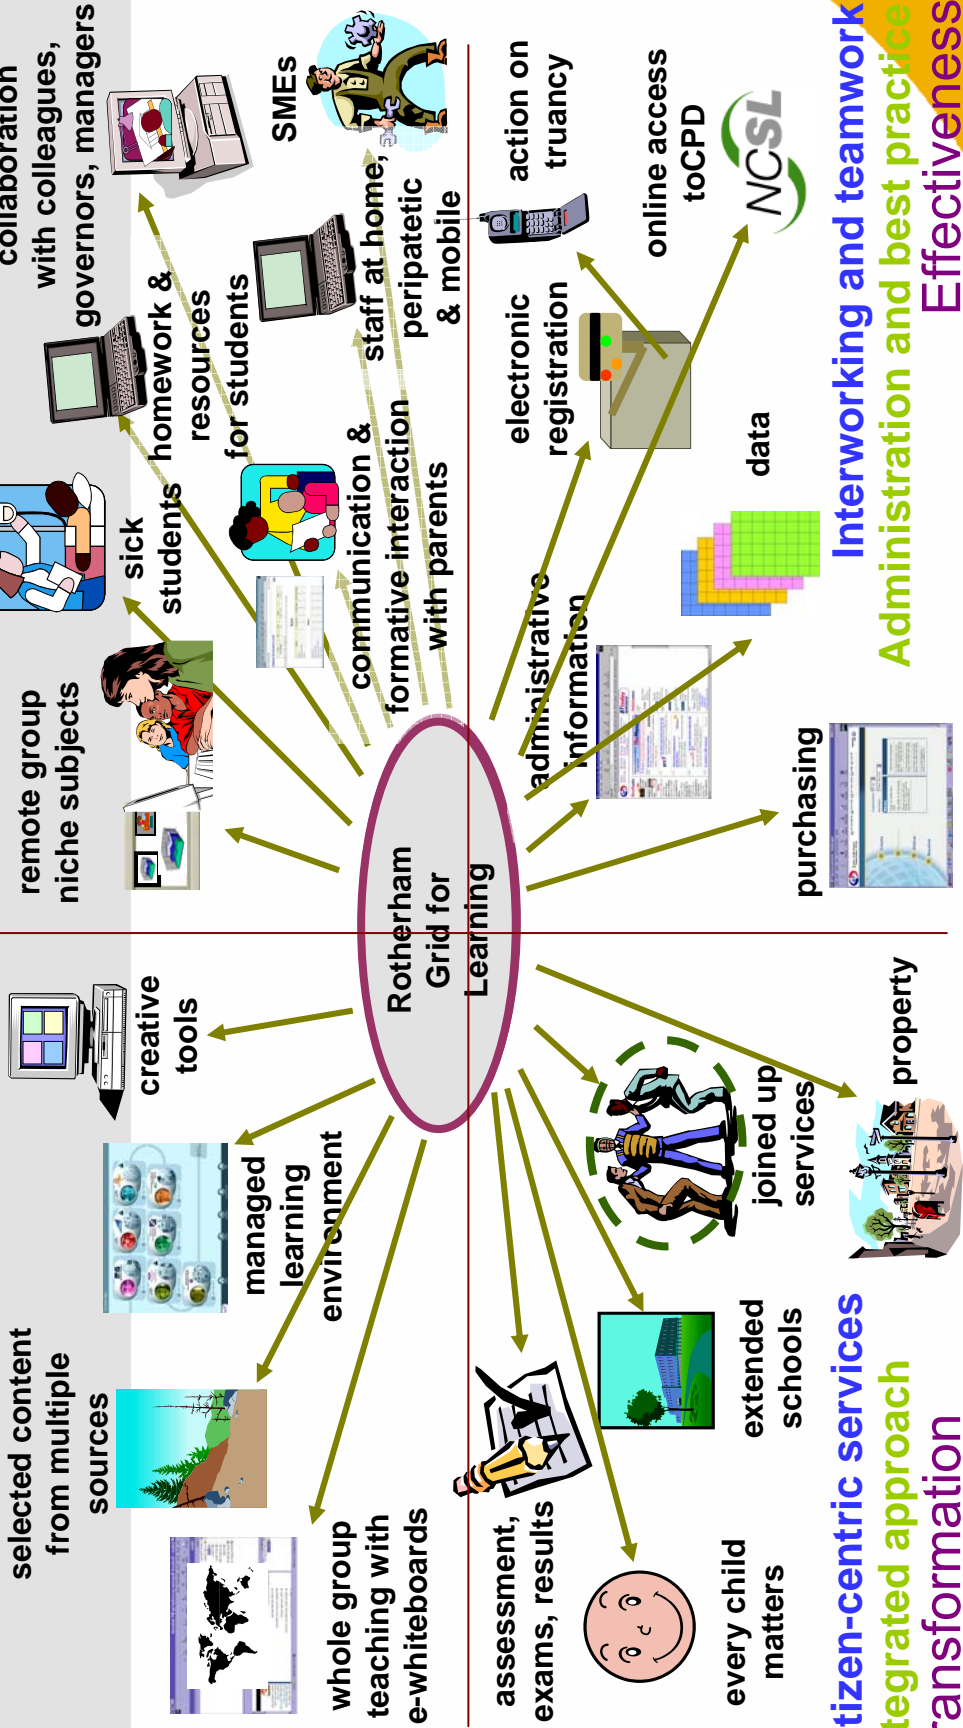 selected content
from multiple
sources
creative
tools
remote group
niche subjects
sick
students
collaboration
with colleagues,
governors, managers
homework &
resources
for students
SMEs
managed
learning
environment
whole group
teaching with
e-whiteboards
communication &
formative interaction
with parents
staff at home,
peripatetic
& mobile
Rotherham
Grid for
Learning
assessment,
exams, results
administrative
information
electronic
registration
action on
truancy
every child
matters
extended
schools
joined up
services
property
purchasing
data
online access
toCPD
NCSL
tizen-centric services
tegrated approach
ransformation
Interworking and teamwork
Administration and best practice
Effectiveness